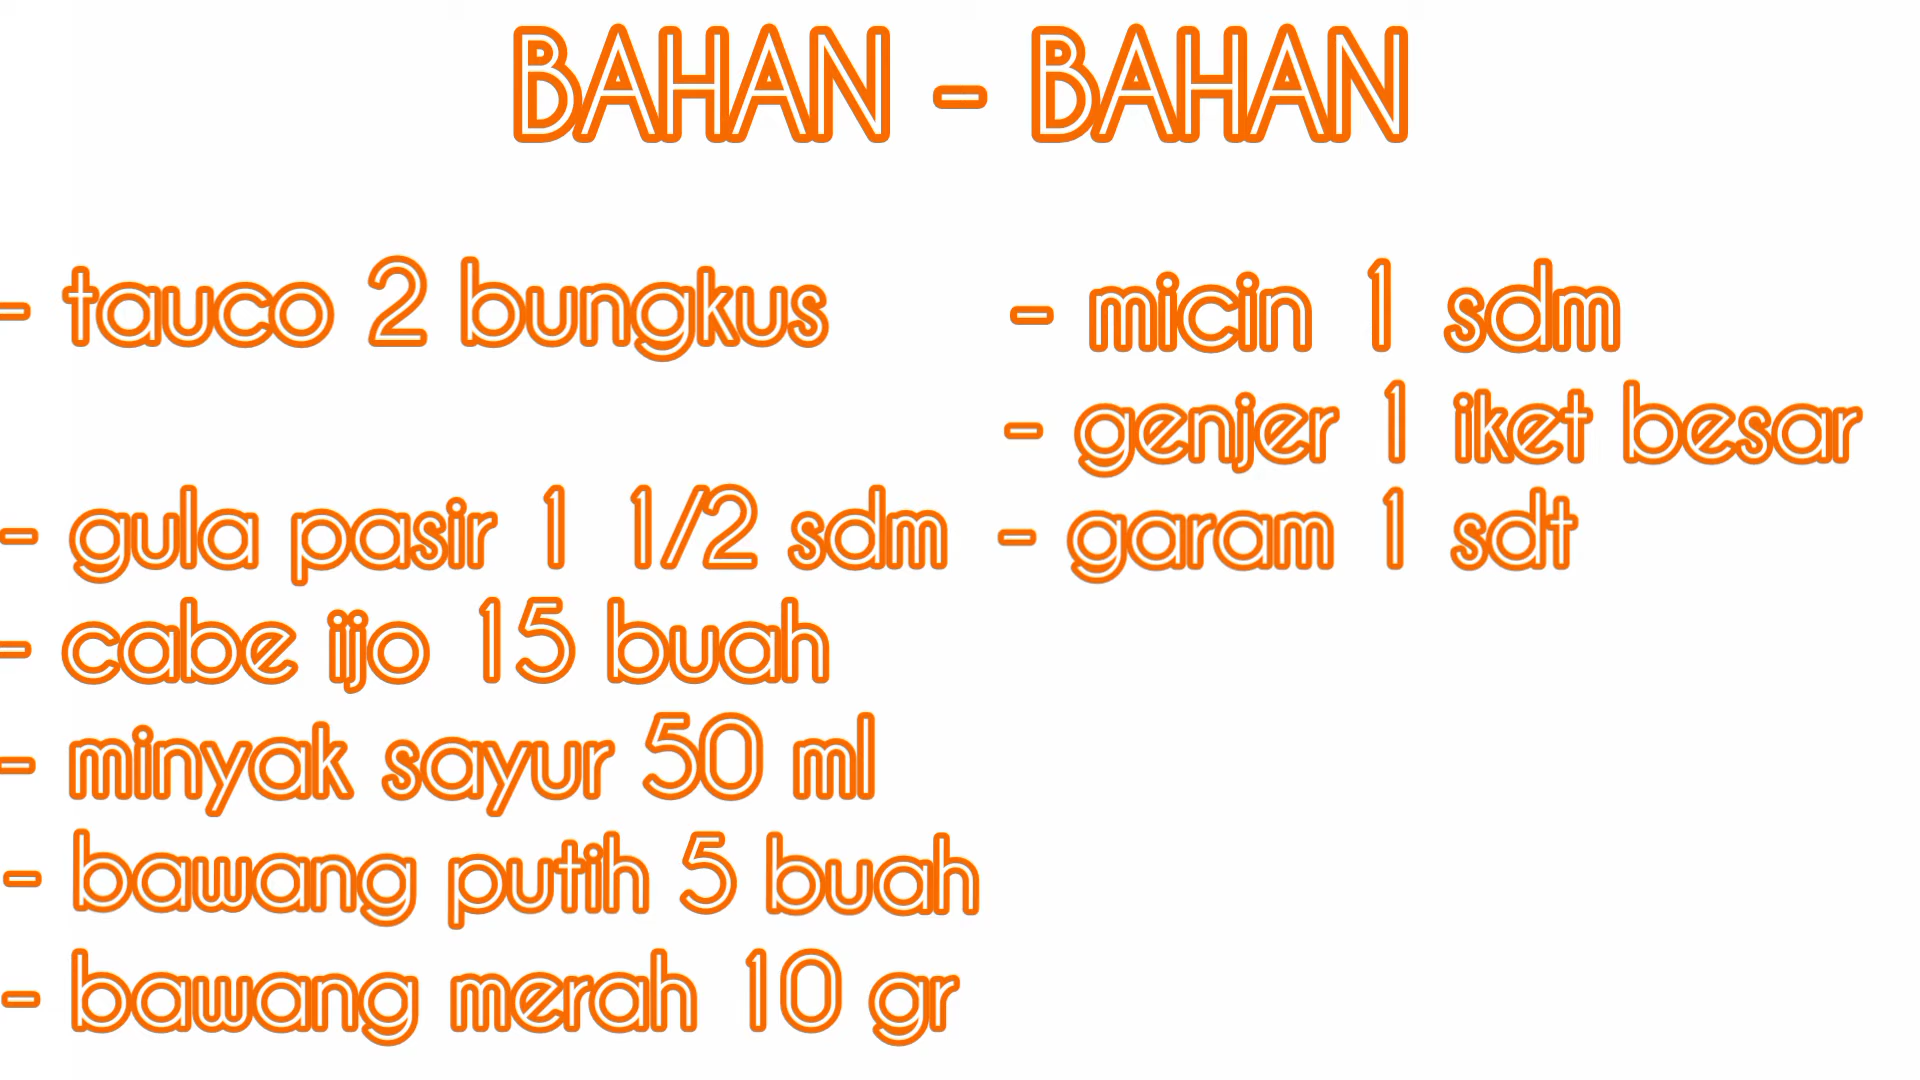 BAHAN - BAHAN
- tauco 2 bungkus
- gula pasir 1 1/2 sdm
- cabe ijo 15 buah
- minyak sayur 50 ml
- bawang putih 5 buah
- bawang merah 10 gr
- micin 1 sdm
- genjer 1 iket besar
- garam 1 sdt